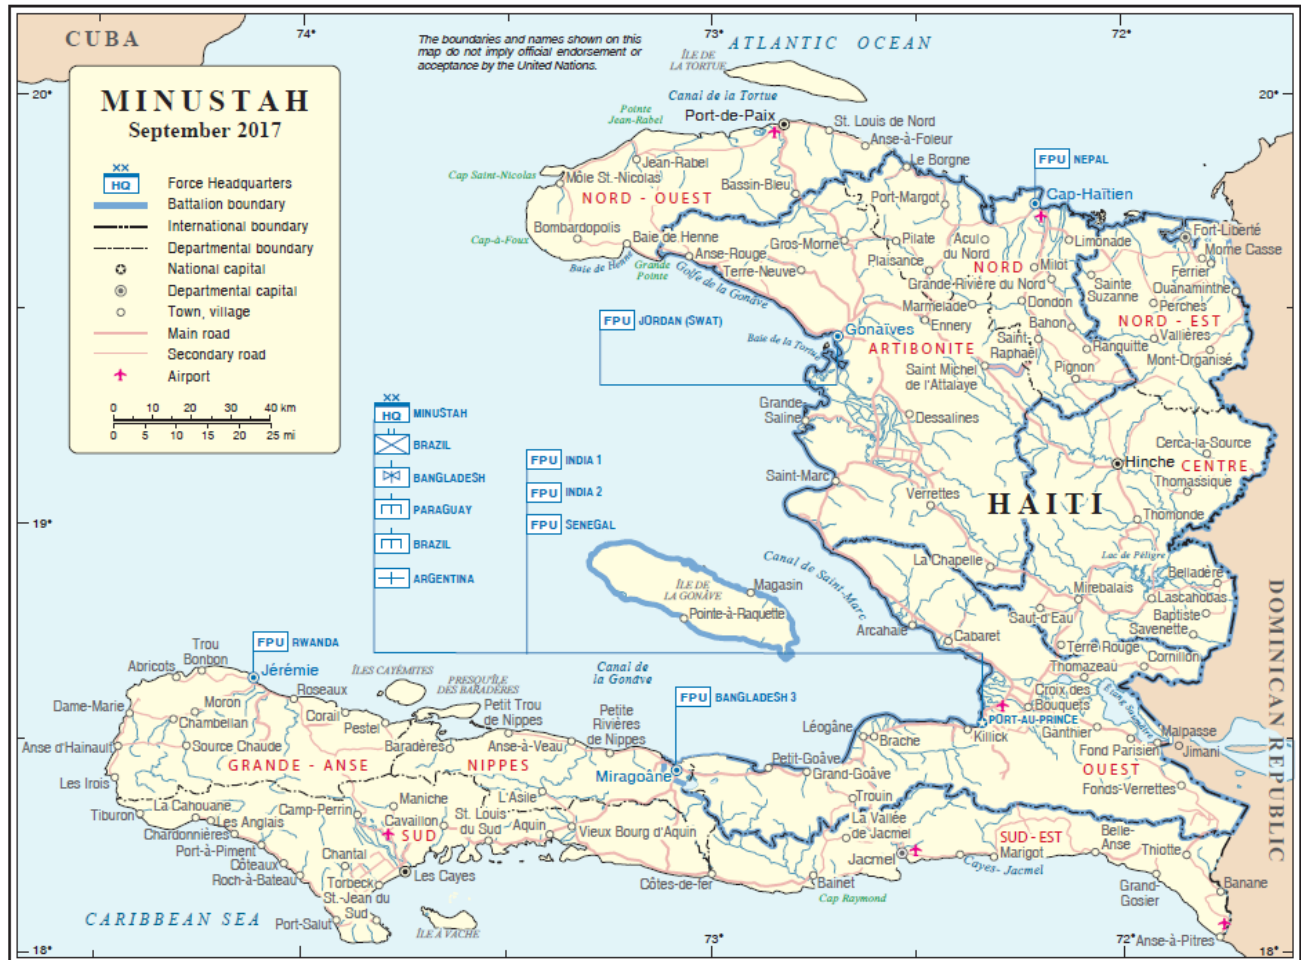 CUBA
74°
73°
72°
The boundaries and names shown on this
map do not imply official endorsement or
acceptance by the United Nations.
ATLANTIC OCEAN
ÎLE DE
LA TORTUE
20°
20°
MINUSTAH
September 2017
XX
HQ
Force Headquarters
Battalion boundary
International boundary
Departmental boundary
National capital
Departmental capital
Town, village
Main road
Secondary road
Airport
0 10 20 30 40 km
0 5 10 15 20 25 mi
Canal de la Tortue
Pointe
Jean-Rabel
Port-de-Paix
St. Louis de Nord
Anse-à-Foleur
Le Borgne
FPU NEPAL
Jean-Rabel
Cap Saint-Nicolas
Môle St.-Nicolas
NORD - OUEST
Bassin-Bleu
Port-Margot
Cap-Haïtien
Bombardopolis
Cap-à-Foux
Baie de Henne
Baie de Henne
Grande
Pointe
Anse-Rouge
Terre-Neuve
Golfe de la Gonâve
Gros-Morne
Pilate
Plaisance
Acul
du Nord
Limonade
Fort-Liberté
Morne Casse
Ferrier
Ouanaminthe
NORD
Milot
Grande-Rivière du Nord
Sainte
Suzanne
Perches
Marmelade
Dondon
NORD - EST
Ennery
Bahon
Vallières
FPU JORDAN (SWAT)
Baie de la Tortue
Gonaïves
ARTIBONITE
Saint-
Raphaël
Ranquitte
Mont-Organisé
Saint Michel
de l'Attalaye
Pignon
Grande-
Saline
Dessalines
XX
HQ MINUSTAH
BRAZIL
BANGLADESH
PARAGUAY
BRAZIL
ARGENTINA
FPU INDIA 1
FPU INDIA 2
FPU SENEGAL
Cerca-la-Source
Hinche
CENTRE
Saint-Marc
Thomassique
Verrettes
HAITI
Thomonde
19°
19°
Lac de Péligre
Canal de Saint-Marc
La Chapelle
Belladère
Mirebalais
Lascahobas
ÎLE DE
LA GONÂVE
Magasin
Pointe-à-Raquette
Saut-d'Eau
Baptiste
Savenette
Arcahaie
Cabaret
Terre Rouge
Cornillon
Thomazeau
DOMINICAN REPUBLIC
FPU RWANDA
Trou
Bonbon
Abricots
Jérémie
ÎLES CAYÉMITES
PRESQU'ÎLE
DES BARADÈRES
Canal de
la Gonâve
FPU BANGLADESH 3
Roseaux
Dame-Marie
Moron
Chambellan
Corail
Pestel
Petit Trou
de Nippes
Petite
Rivières
de Nippes
Croix des
Bouquets
Etang Saumâtre
PORT-AU-PRINCE
Léogâne
Killick
Ganthier
Malpasse
Jimani
Anse d'Hainault
Source Chaude
Baradères
Anse-à-Veau
Brache
Fond Parisien
GRANDE - ANSE
NIPPES
Miragoâne
Petit-Goâve
Grand-Goâve
OUEST
Fonds-Verrettes
Les Irois
Tiburon
La Cahouane
Les Anglais
Camp-Perrin
Maniche
L'Asile
Trouin
Chardonnières
Cavaillon
SUD
St. Louis
du Sud
Aquin
Vieux Bourg d'Aquin
La Vallée
de Jacmel
SUD-EST
Belle-
Anse
Thiotte
Port-à-Piment
Côteaux
Chantal
Jacmel
Marigot
Cayes-Jacmel
Roch-à-Bateau
Torbeck
Les Cayes
Côtes-de-fer
Bainet
Cap Raymond
Grand-
Gosier
Banane
St.-Jean du
Sud
Port-Salut
ÎLE À VACHE
CARIBBEAN SEA
Anse-à-Pîtres
18°
73°
72°
18°